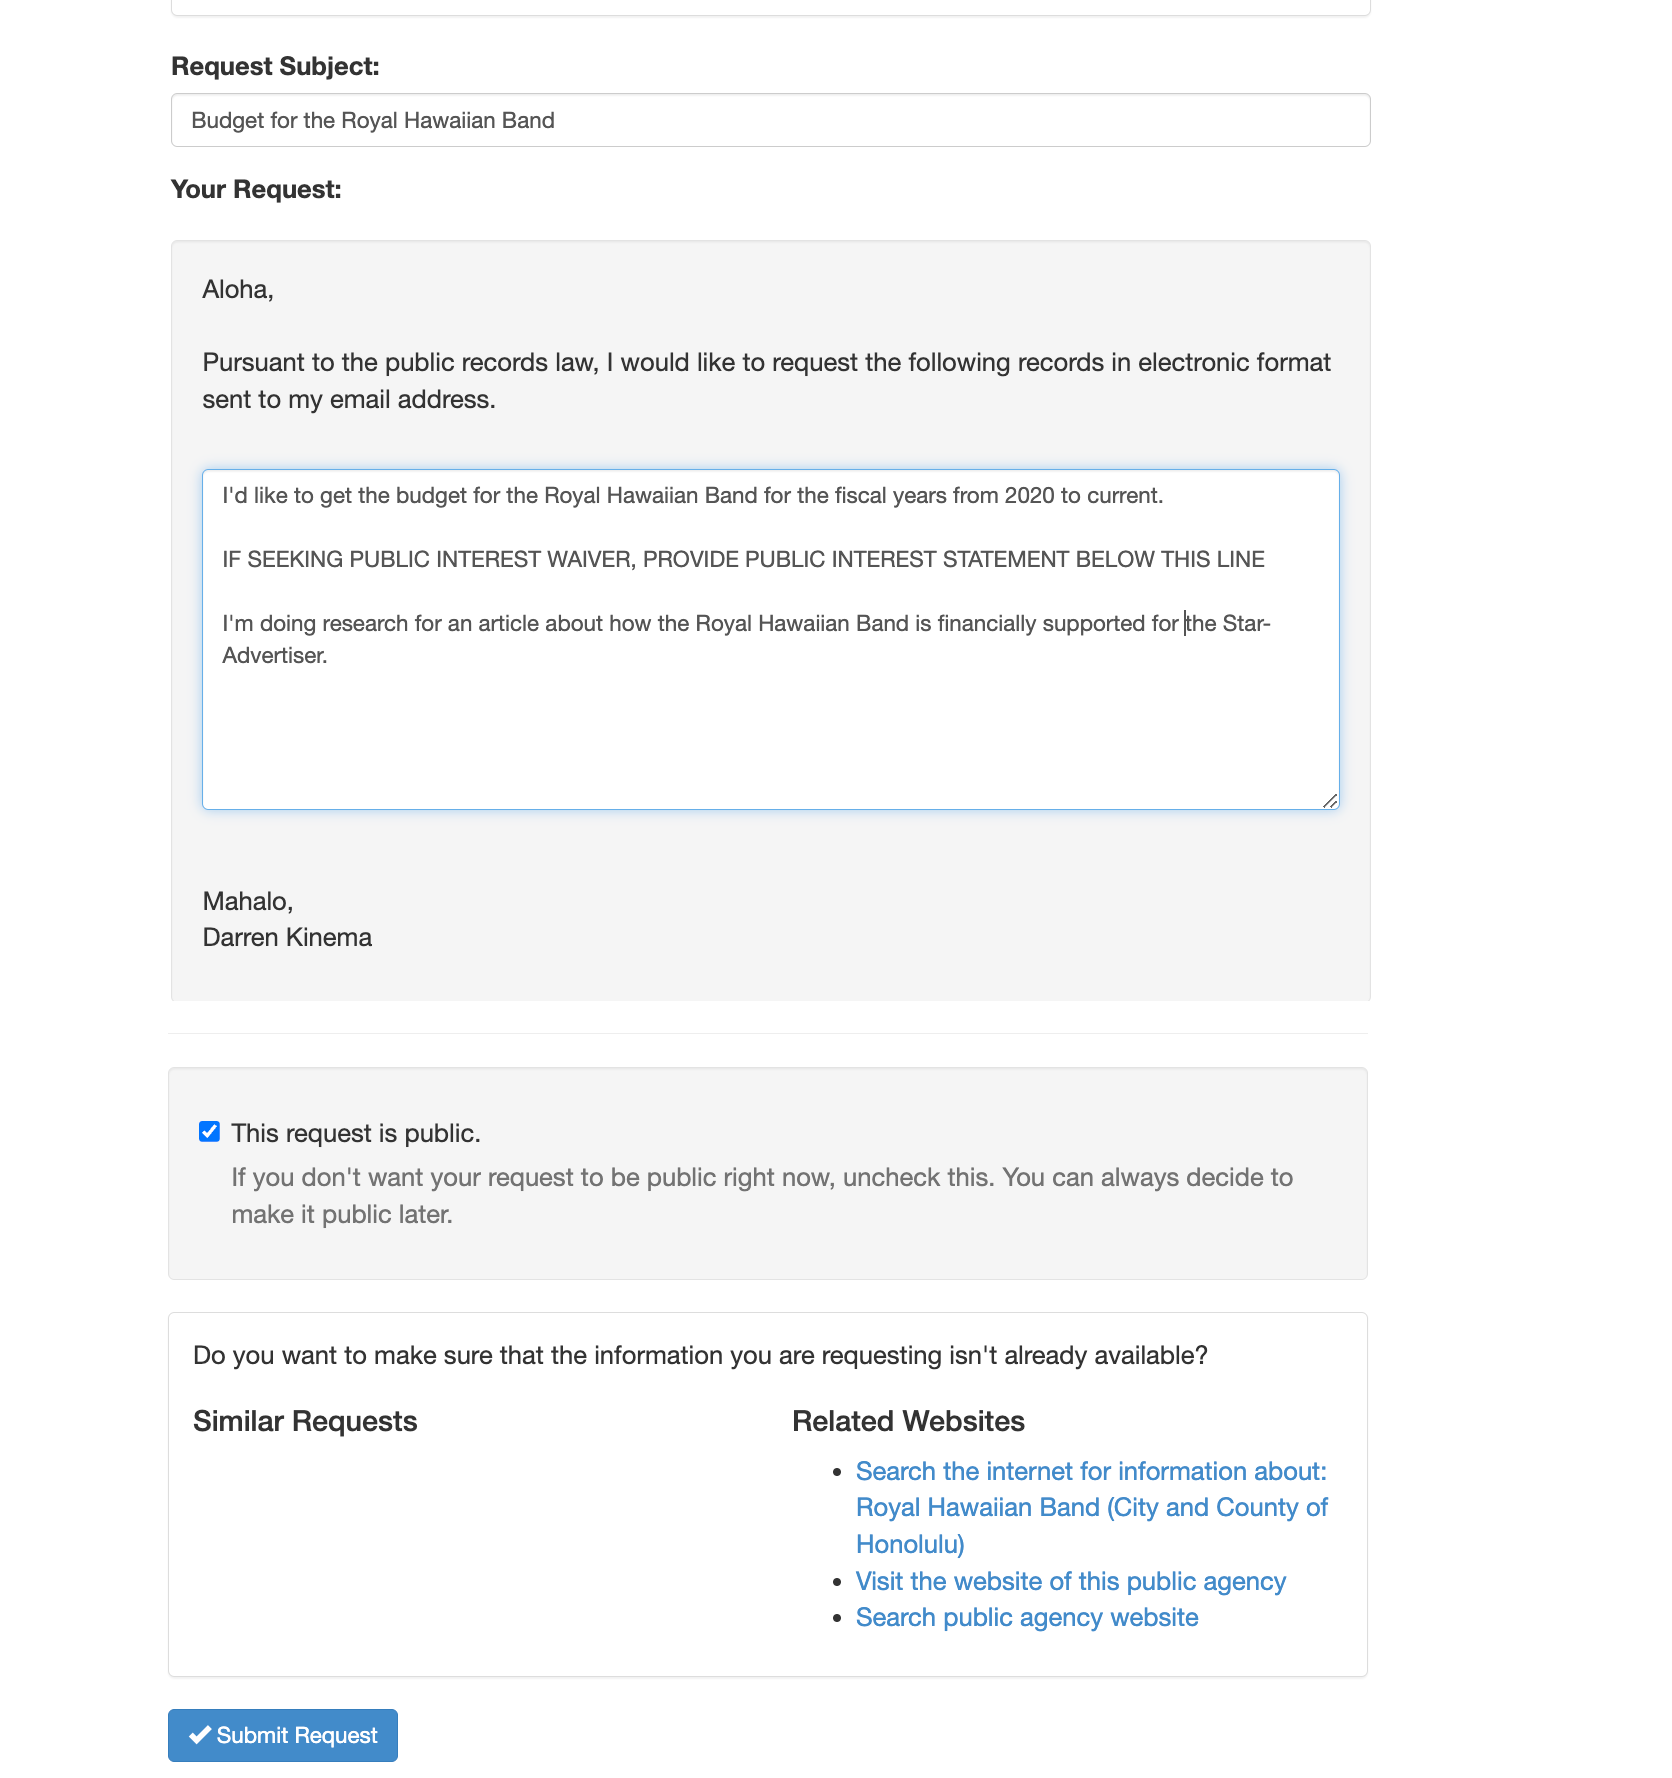 Request Subject:
Budget for the Royal Hawaiian Band
Your Request:
Aloha,
Pursuant to the public records law, I would like to request the following records in electronic format
sent to my email address.
I'd like to get the budget for the Royal Hawaiian Band for the fiscal years from 2020 to current.
IF SEEKING PUBLIC INTEREST WAIVER, PROVIDE PUBLIC INTEREST STATEMENT BELOW THIS LINE
I'm doing research for an article about how the Royal Hawaiian Band is financially supported for the Star-
Advertiser.
Mahalo,
Darren Kinema
This request is public.
If you don't want your request to be public right now, uncheck this. You can always decide to
make it public later.
Do you want to make sure that the information you are requesting isn't already available?
Similar Requests
Related Websites
Search the internet for information about:
Royal Hawaiian Band (City and County of
Honolulu)
Visit the website of this public agency
Search public agency website
Submit Request